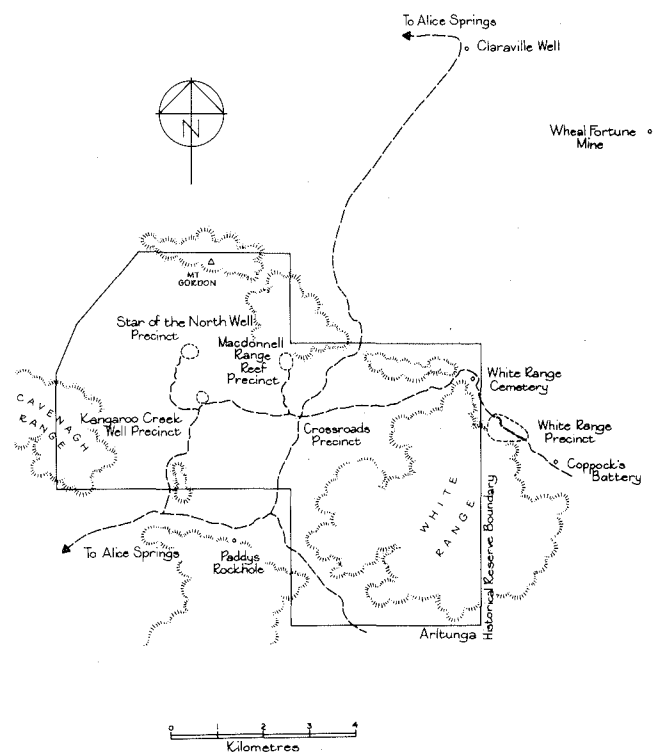 To Alice Springs
Claraville Well
N
Wheal Fortune
Mine
MT
GORDON
Star of the North Well
Precinct
Macdonnell
Range
Reef
Precinct
White Range
Cemetery
CAVENAGH
RANGE
Kangaroo Creek
Well Precinct
Crossroads
Precinct
White Range
Precinct
Coppock's
Battery
WHITE
RANGE
Historical Reserve Boundary
To Alice Springs
Paddys
Rockhole
Arltunga
0 1 2 3 4
Kilometres